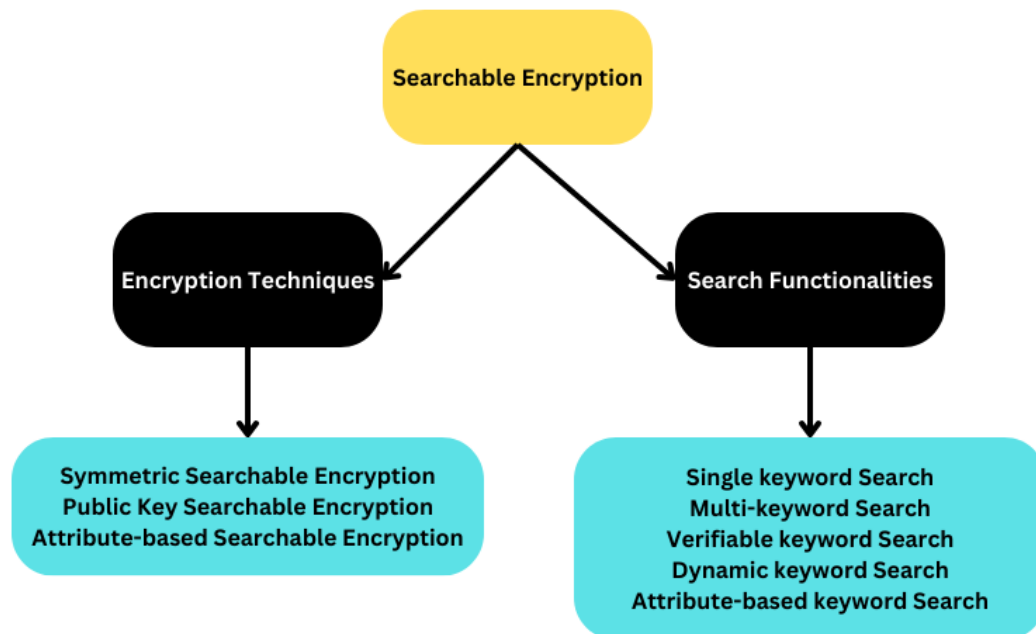 Searchable Encryption
Encryption Techniques
Search Functionalities
Symmetric Searchable Encryption
Public Key Searchable Encryption
Attribute-based Searchable Encryption
Single keyword Search
Multi-keyword Search
Verifiable keyword Search
Dynamic keyword Search
Attribute-based keyword Search